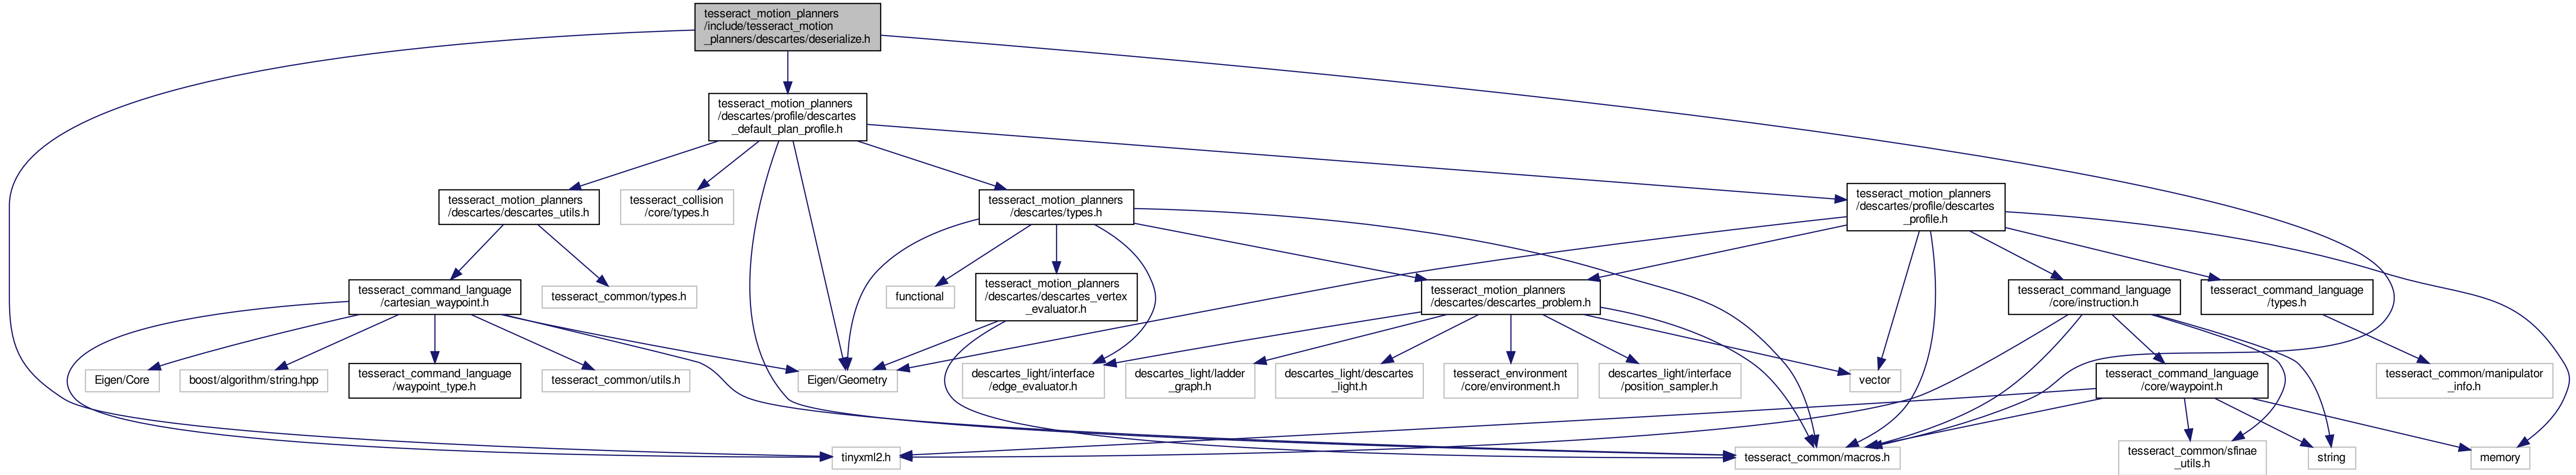 tesseract_motion_planners
/include/tesseract_motion
_planners/descartes/deserialize.h
tesseract_motion_planners
/descartes/profile/descartes
_default_plan_profile.h
tesseract_motion_planners
/descartes/descartes_utils.h
tesseract_collision
/core/types.h
tesseract_motion_planners
/descartes/types.h
tesseract_motion_planners
/descartes/profile/descartes
_profile.h
tesseract_command_language
/cartesian_waypoint.h
tesseract_common/types.h
functional
tesseract_motion_planners
/descartes/descartes_vertex
_evaluator.h
tesseract_motion_planners
/descartes/descartes_problem.h
tesseract_command_language
/core/instruction.h
tesseract_command_language
/types.h
Eigen/Core
boost/algorithm/string.hpp
tesseract_command_language
/waypoint_type.h
tesseract_common/utils.h
Eigen/Geometry
descartes_light/interface
/edge_evaluator.h
descartes_light/ladder
_graph.h
descartes_light/descartes
_light.h
tesseract_environment
/core/environment.h
descartes_light/interface
/position_sampler.h
vector
tesseract_command_language
/core/waypoint.h
tesseract_common/manipulator
_info.h
tinyxml2.h
tesseract_common/macros.h
tesseract_common/sfinae
_utils.h
string
memory